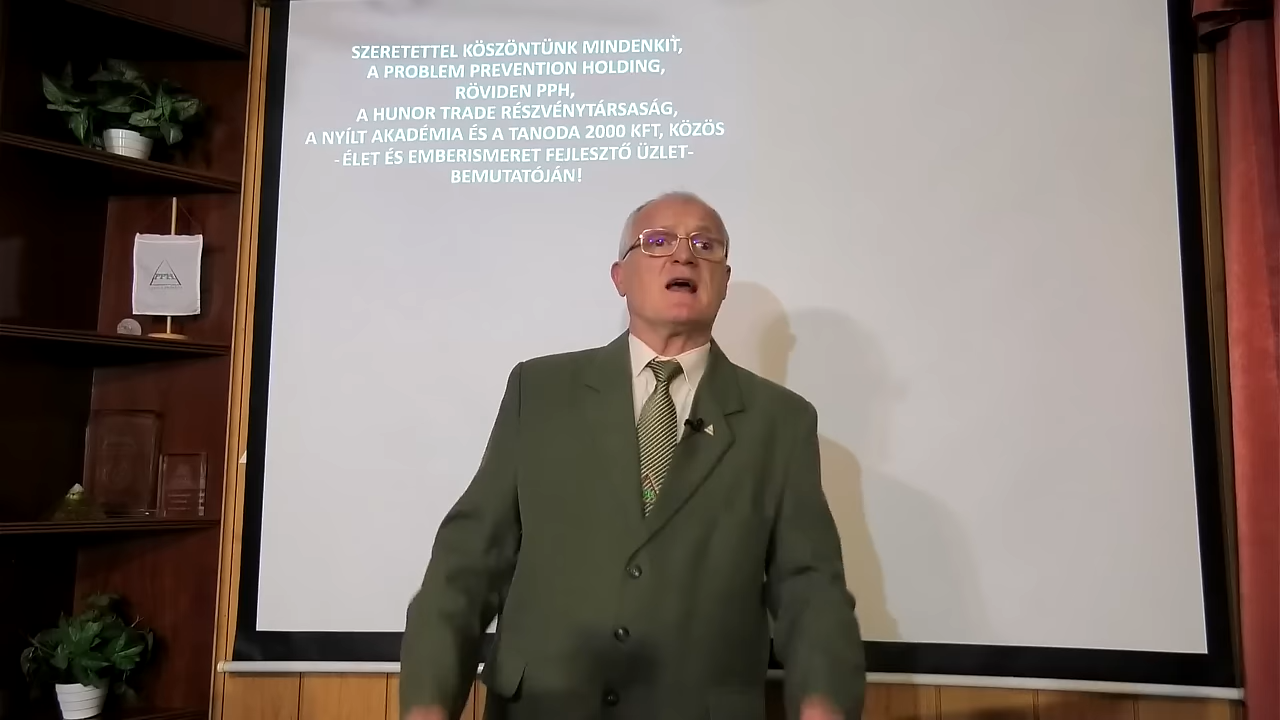 SZERETETTEL KÖSZÖNTÜNK MINDENKIT,
A PROBLEM PREVENTION HOLDING,
RÖVIDEN PPH,
A HUNOR TRADE RÉSZVÉNYTÁRSASÁG,
A NYÍLT AKADÉMIA ÉS A TANODA 2000 KFT, KÖZÖS
-ÉLET ÉS EMBERISMERET FEJLESZTŐ ÜZLET-
BEMUTATÓJÁN!